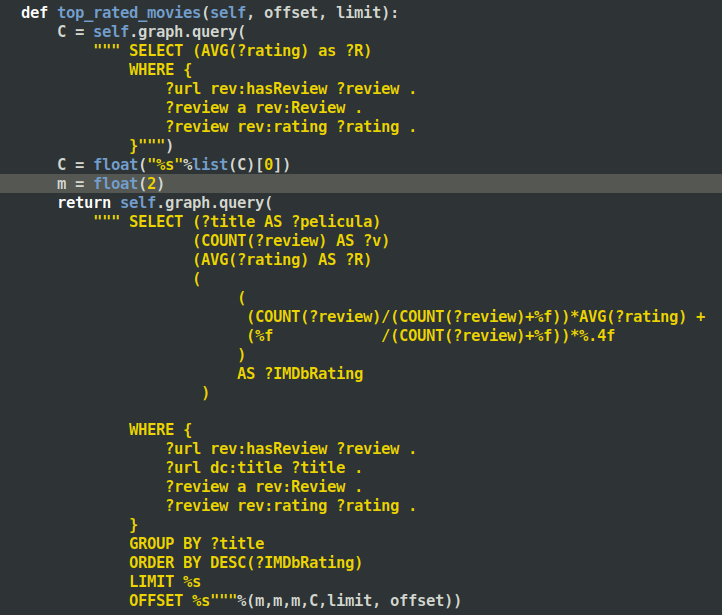 def top_rated_movies(self, offset, limit):
    C = self.graph.query(
        """ SELECT (AVG(?rating) as ?R)
            WHERE {
                ?url rev:hasReview ?review .
                ?review a rev:Review .
                ?review rev:rating ?rating .
            }""")
    C = float("%s"%list(C)[0])
    m = float(2)
    return self.graph.query(
        """ SELECT (?title AS ?pelicula)
                   (COUNT(?review) AS ?v)
                   (AVG(?rating) AS ?R)
                   (
                        (
                         (COUNT(?review)/(COUNT(?review)+%f))*AVG(?rating) +
                         (%f            /(COUNT(?review)+%f))*%.4f
                        )
                        AS ?IMDbRating
                    )
            WHERE {
                ?url rev:hasReview ?review .
                ?url dc:title ?title .
                ?review a rev:Review .
                ?review rev:rating ?rating .
            }
            GROUP BY ?title
            ORDER BY DESC(?IMDbRating)
            LIMIT %s
            OFFSET %s"""%(m,m,m,C,limit, offset))